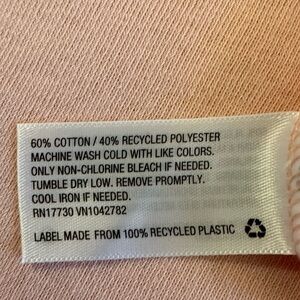 60% COTTON / 40% RECYCLED POLYESTER
MACHINE WASH COLD WITH LIKE COLORS.
ONLY NON-CHLORINE BLEACH IF NEEDED.
TUMBLE DRY LOW. REMOVE PROMPTLY.
COOL IRON IF NEEDED.
RN17730 VN1042782
LABEL MADE FROM 100% RECYCLED PLASTIC